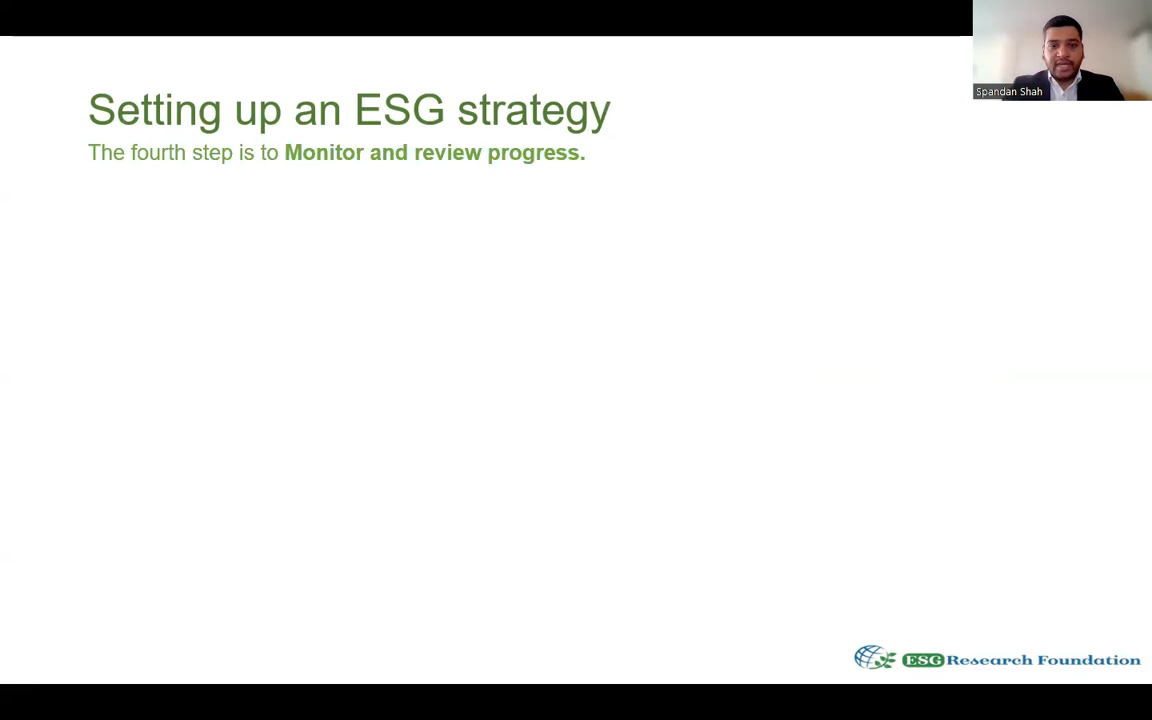 Spandan Shah
Setting up an ESG strategy
The fourth step is to Monitor and review progress.
ESG Research Foundation